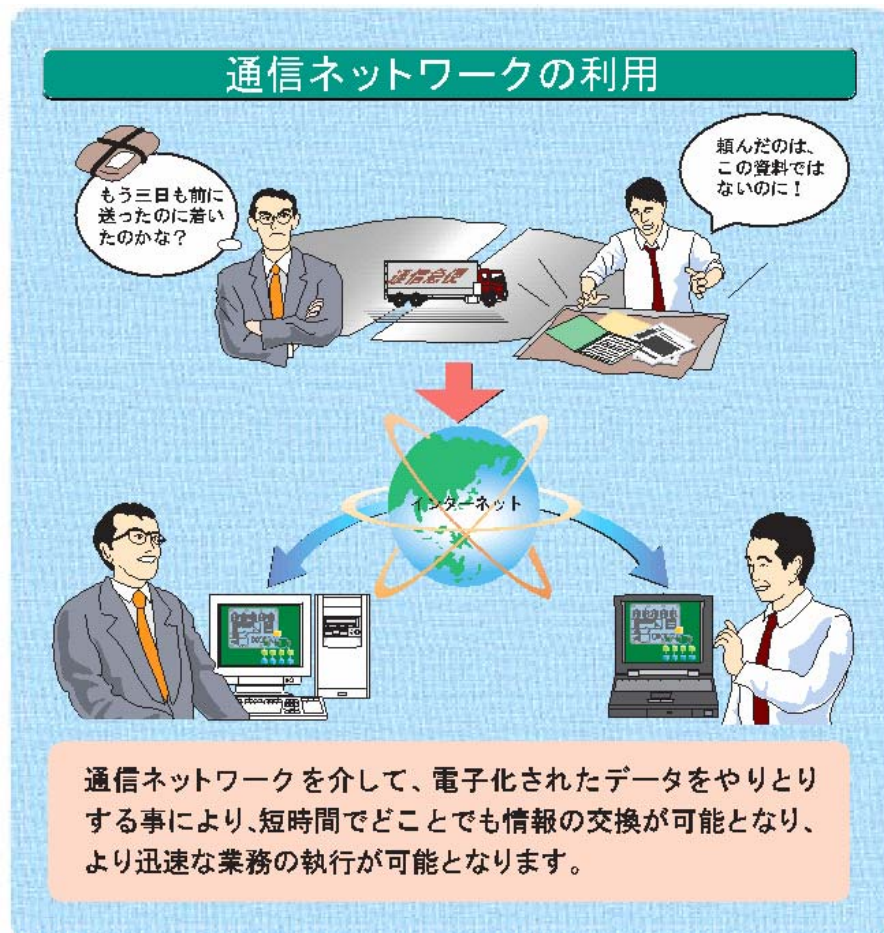 通信ネットワークの利用
もう三日も前に
送ったのに着い
たのかな？
頼んだのは、
この資料では
ないのに！
通信急便
インターネット
通信ネットワークを介して、電子化されたデータをやりとり
する事により、短時間でどことでも情報の交換が可能となり、
より迅速な業務の執行が可能となります。